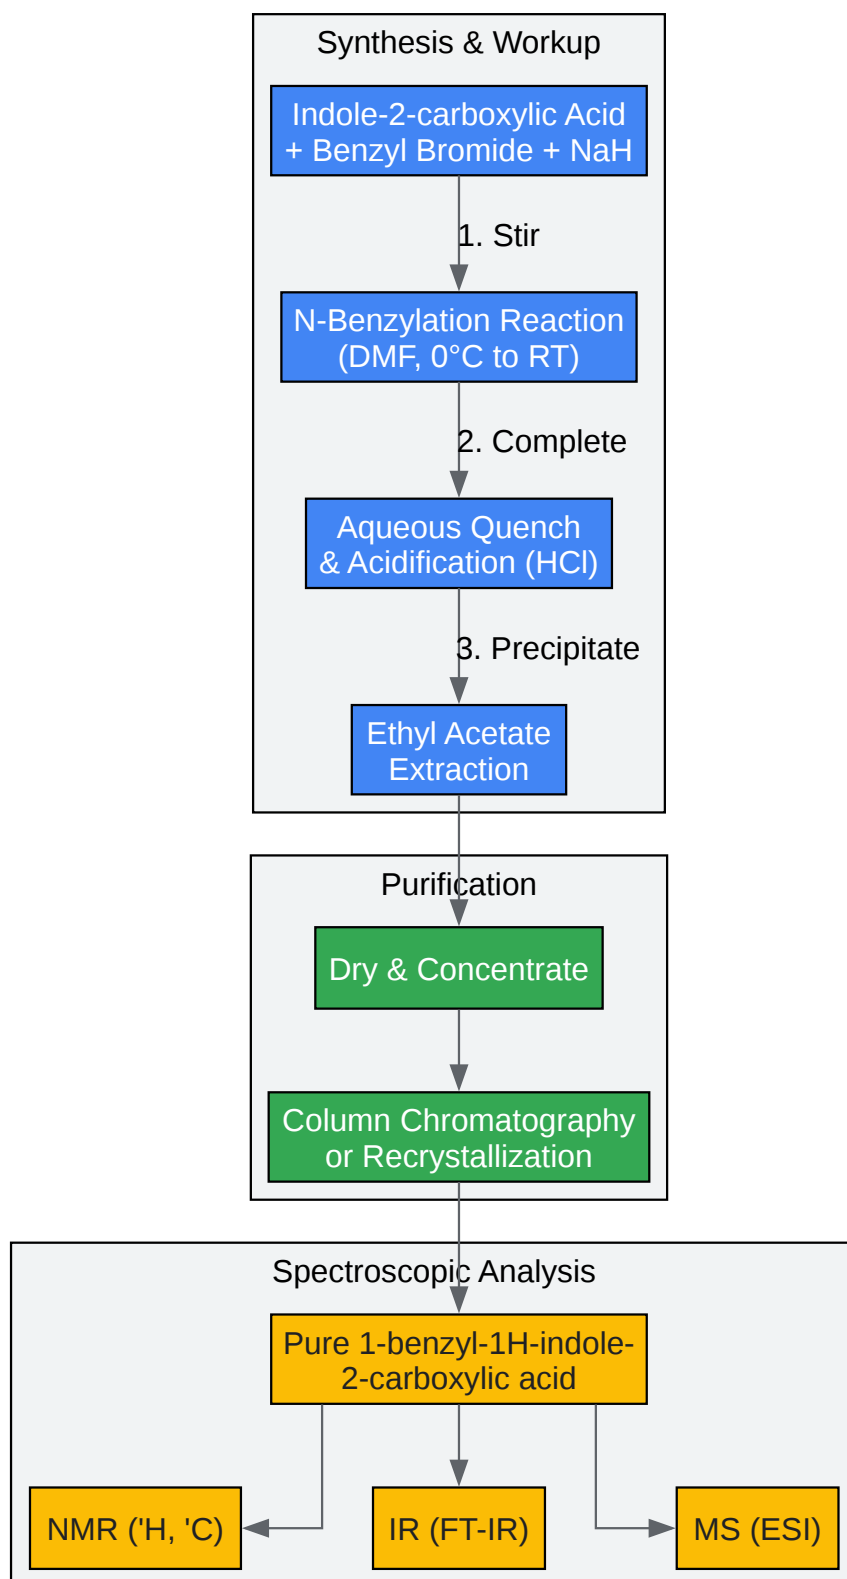 Synthesis & Workup
Indole-2-carboxylic Acid
+ Benzyl Bromide + NaH
1. Stir
N-Benzylation Reaction
(DMF, 0°C to RT)
2. Complete
Aqueous Quench
& Acidification (HCl)
3. Precipitate
Ethyl Acetate
Extraction
Purification
Dry & Concentrate
Column Chromatography
or Recrystallization
Spectroscopic Analysis
Pure 1-benzyl-1H-indole-
2-carboxylic acid
NMR ('H, 'C)
IR (FT-IR)
MS (ESI)